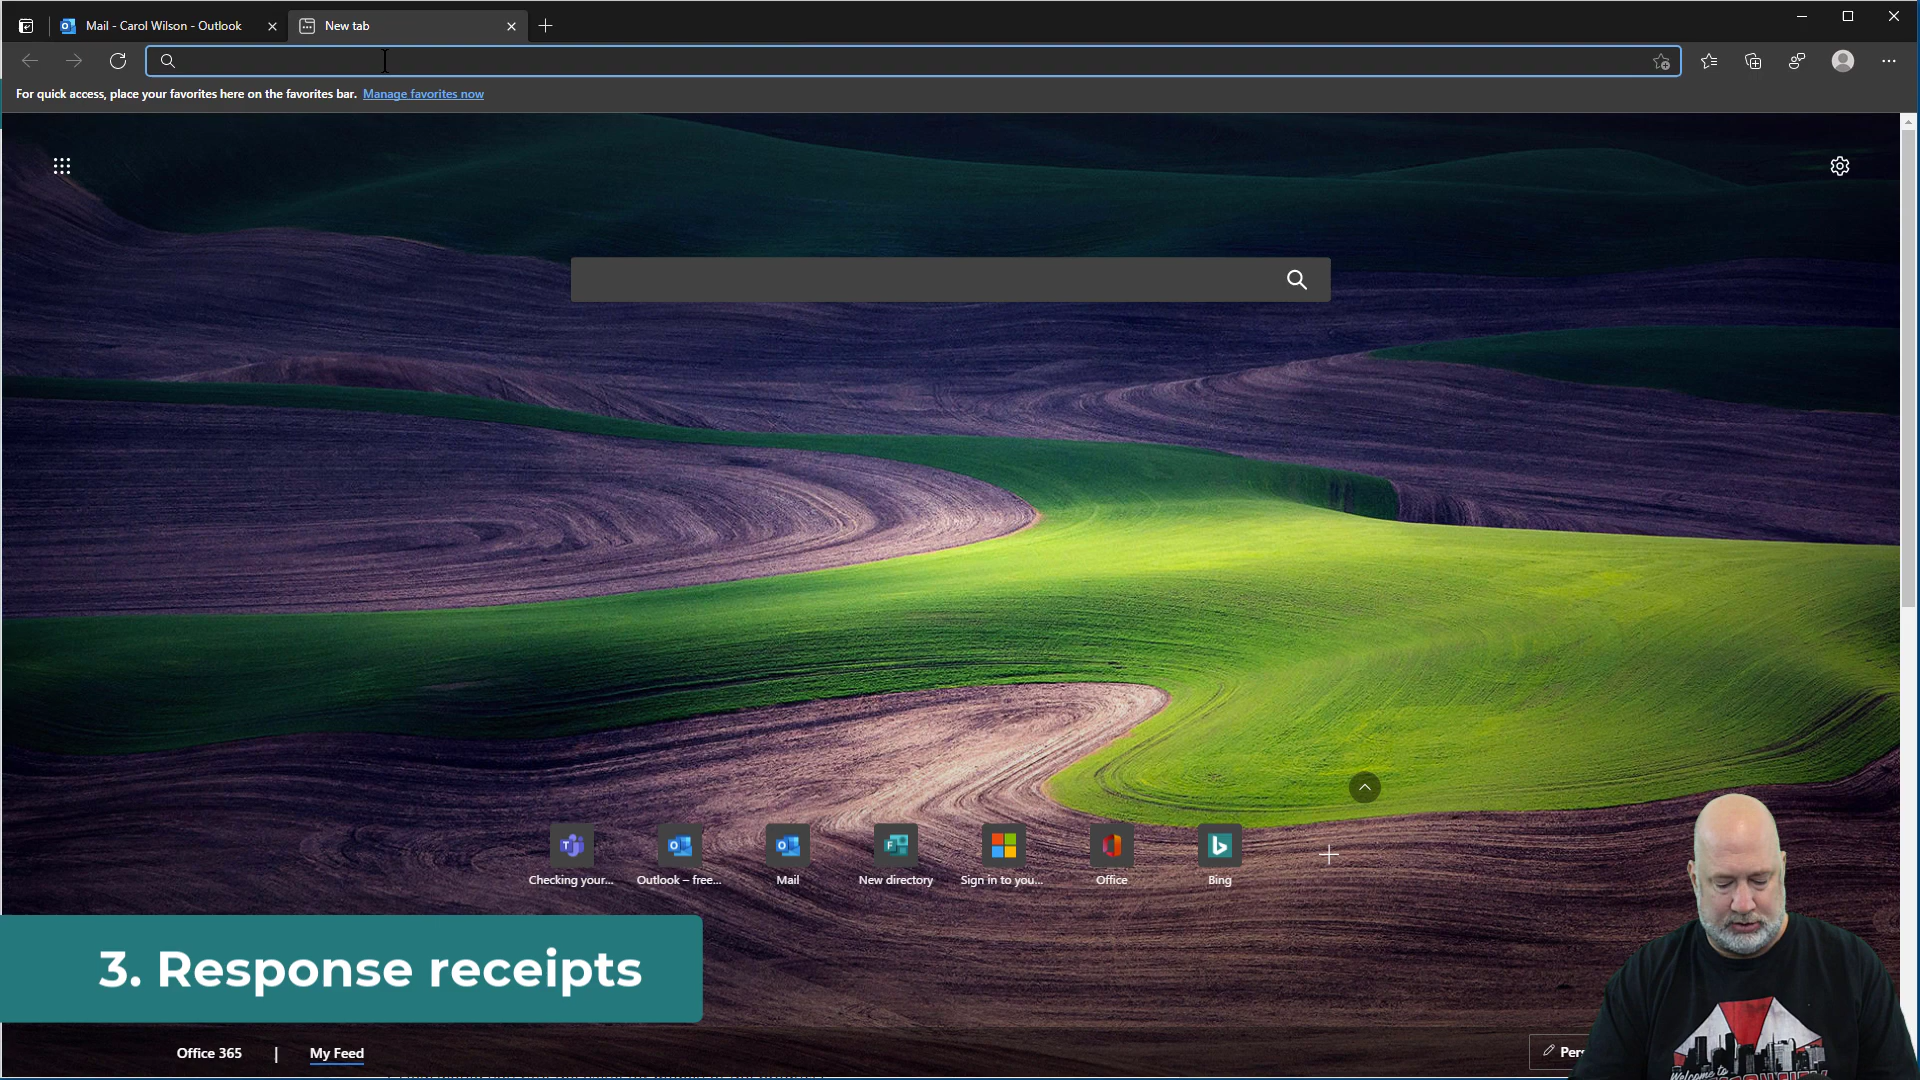 Mail - Carol Wilson - Outlook
New tab
For quick access, place your favorites here on the favorites bar. Manage favorites now
Checking your...
Outlook – free...
Mail
New directory
Sign in to you...
Office
Bing
3. Response receipts
Office 365 | My Feed
Welcome to